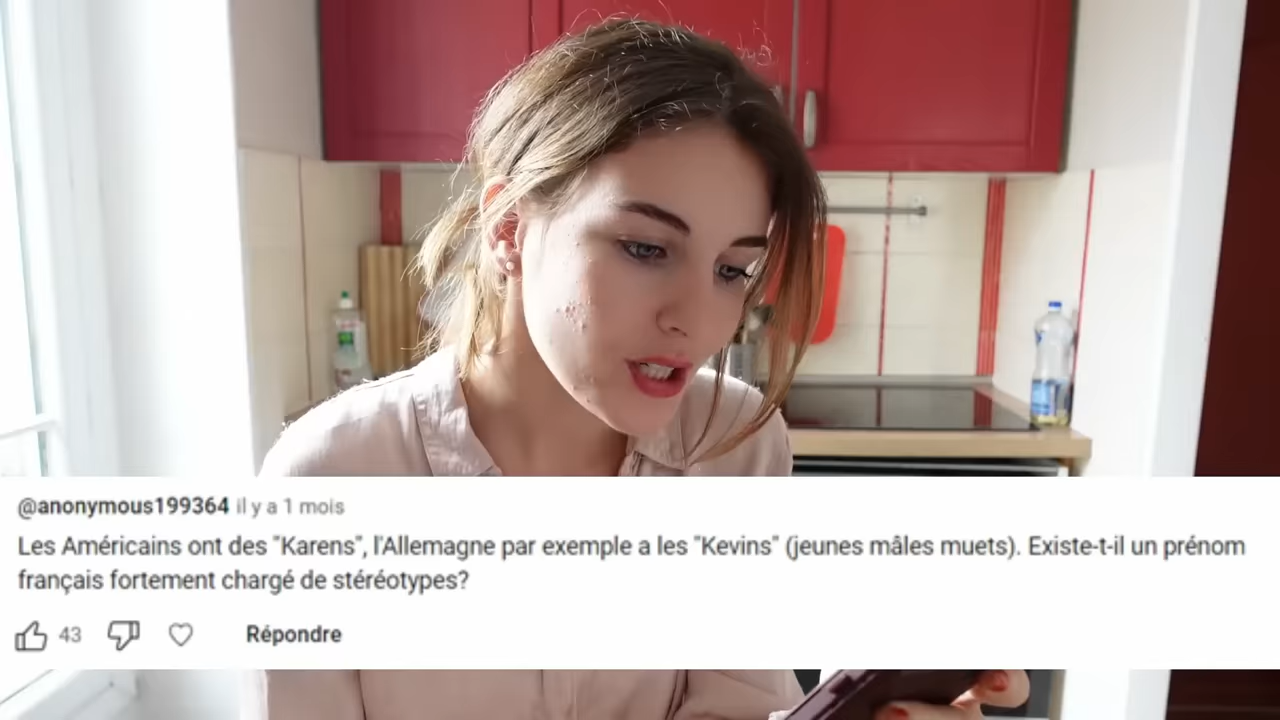 @anonymous199364 il y a 1 mois
Les Américains ont des "Karens", l'Allemagne par exemple a les "Kevins" (jeunes mâles muets). Existe-t-il un prénom
français fortement chargé de stéréotypes?
43
Répondre